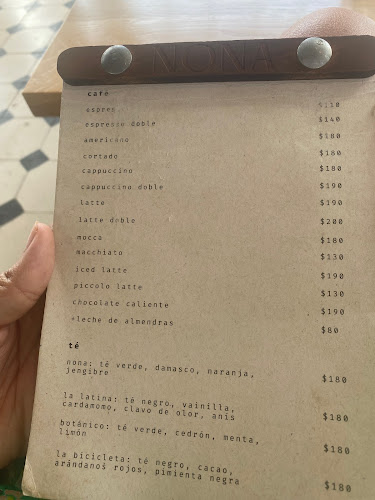 NONA
café
espres. $110
espresso doble $140
americano $180
cortado $180
cappuccino $180
cappuccino doble $190
latte $190
latte doble $200
mocca $180
macchiato $130
iced latte $190
piccolo latte $130
chocolate caliente $190
+leche de almendras $80
té
nona: té verde, damasco, naranja,
jengibre $180
la latina: té negro, vainilla,
cardamomo, clavo de olor, anís $180
botánico: té verde, cedrón, menta,
limón $180
la bicicleta: té negro, cacao,
arándanos rojos, pimienta negra $180